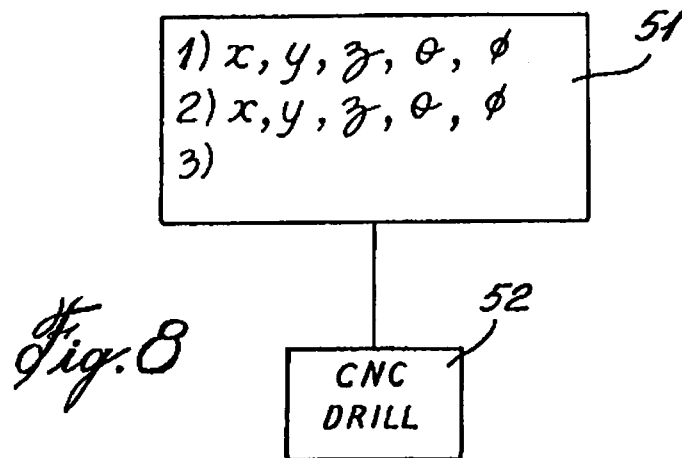 51
1) x, y, z, θ, φ
2) x, y, z, θ, φ
3)
52
CNC
DRILL
Fig. 8